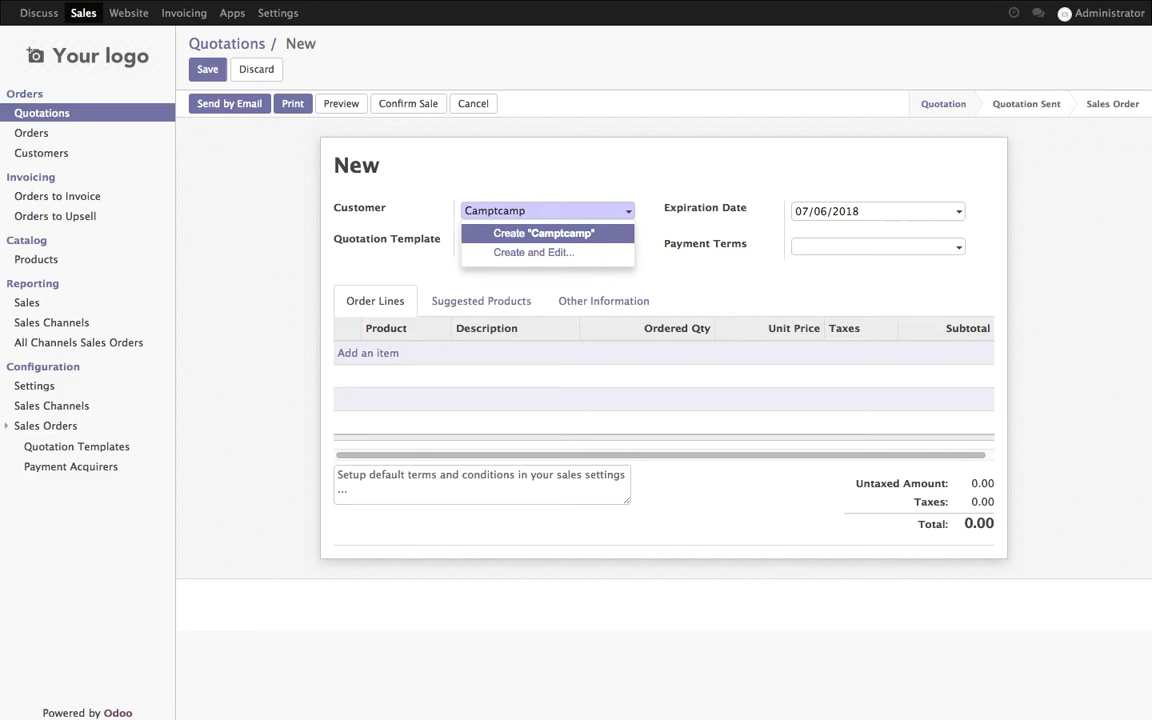 Discuss Sales Website Invoicing Apps Settings Administrator
Your logo
Quotations / New
Save Discard
Send by Email Print Preview Confirm Sale Cancel Quotation Quotation Sent Sales Order
Orders
Quotations
Orders
Customers
Invoicing
Orders to Invoice
Orders to Upsell
Catalog
Products
Reporting
Sales
Sales Channels
All Channels Sales Orders
Configuration
Settings
Sales Channels
Sales Orders
Quotation Templates
Payment Acquirers
Powered by Odoo
New
Customer Camptcamp Expiration Date 07/06/2018
Create "Camptcamp"
Quotation Template Payment Terms
Create and Edit...
Order Lines Suggested Products Other Information
Product Description Ordered Qty Unit Price Taxes Subtotal
Add an item
Setup default terms and conditions in your sales settings
...
Untaxed Amount: 0.00
Taxes: 0.00
Total: 0.00